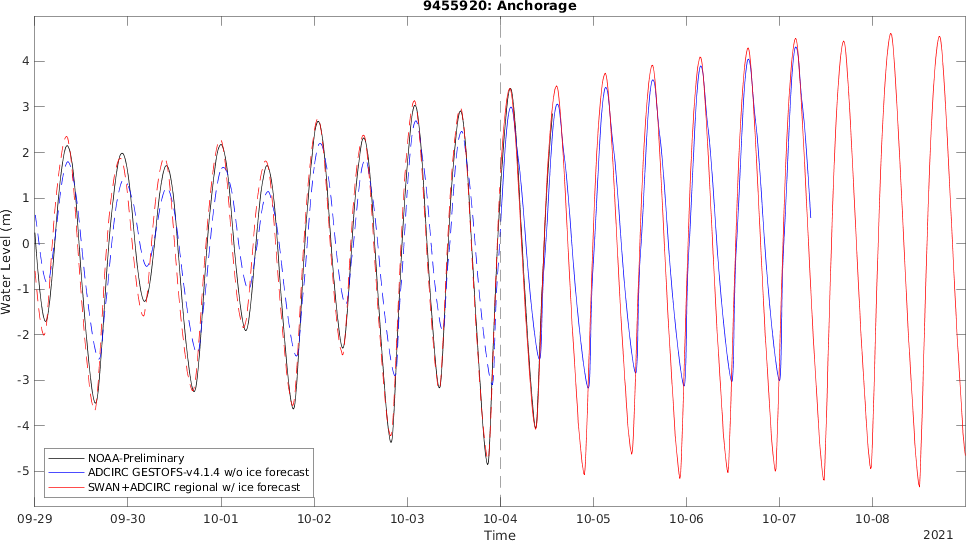 9455920: Anchorage
Water Level (m)
4
3
2
1
0
-1
-2
-3
-4
-5
NOAA-Preliminary
ADCIRC GESTOFS-v4.1.4 w/o ice forecast
SWAN+ADCIRC regional w/ ice forecast
09-29 09-30 10-01 10-02 10-03 10-04 10-05 10-06 10-07 10-08
Time
2021